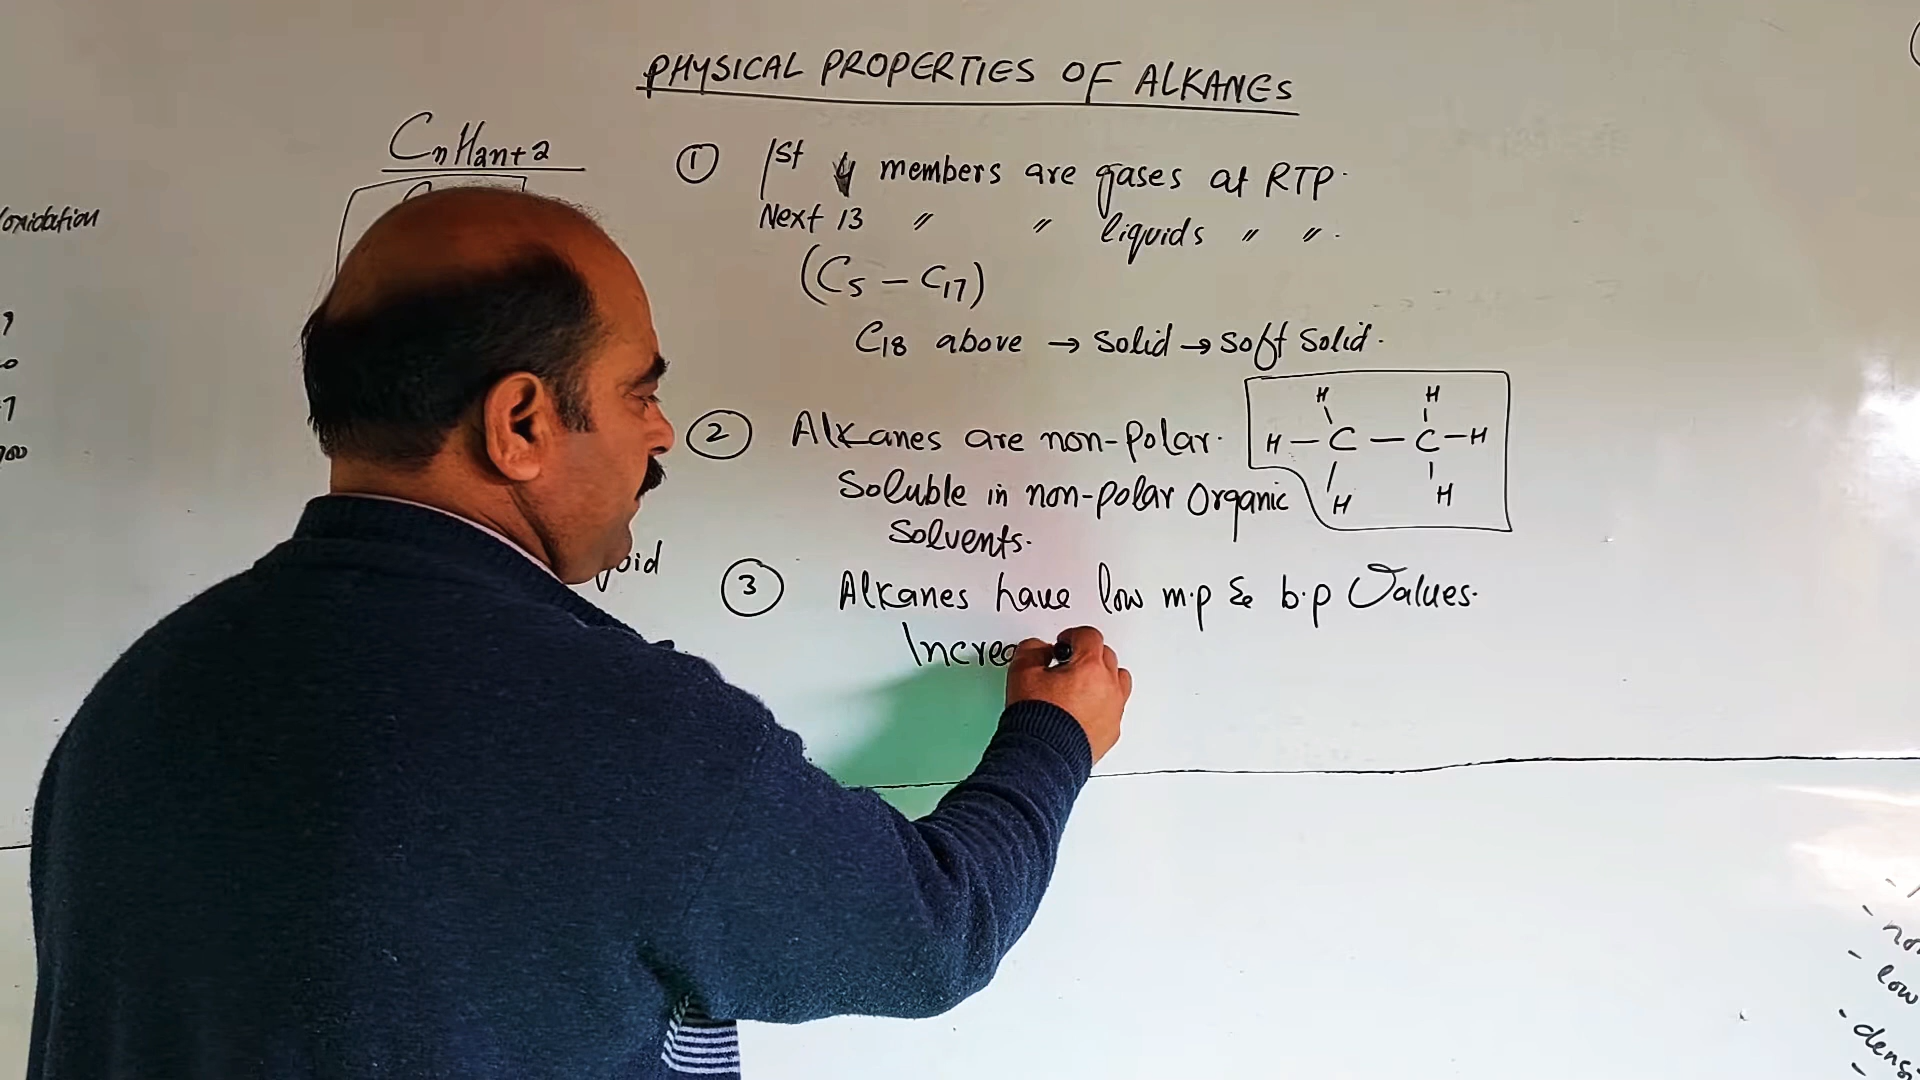 PHYSICAL PROPERTIES OF ALKANES
CnH2n+2
① 1st 4 members are gases at RTP.
Next 13 〃 〃 liquids 〃 〃.
(C5 – C17)
C18 above → solid → soft solid.
② Alkanes are non-polar.
Soluble in non-polar organic
Solvents.
H H
H – C – C – H
H H
③ Alkanes have low m.p & b.p Values.
Increa
oxidation
low